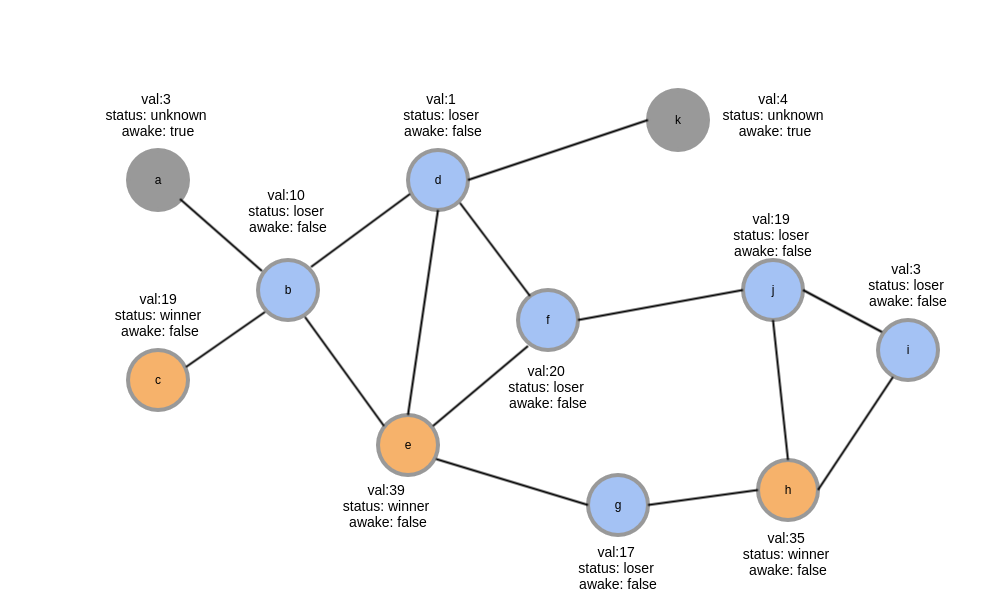 val:3
status: unknown
awake: true
val:1
status: loser
awake: false
k
val:4
status: unknown
awake: true
a
d
val:10
status: loser
awake: false
val:19
status: loser
awake: false
val:19
status: winner
awake: false
b
f
j
val:3
status: loser
awake: false
i
c
val:20
status: loser
awake: false
e
val:39
status: winner
awake: false
g
h
val:17
status: loser
awake: false
val:35
status: winner
awake: false